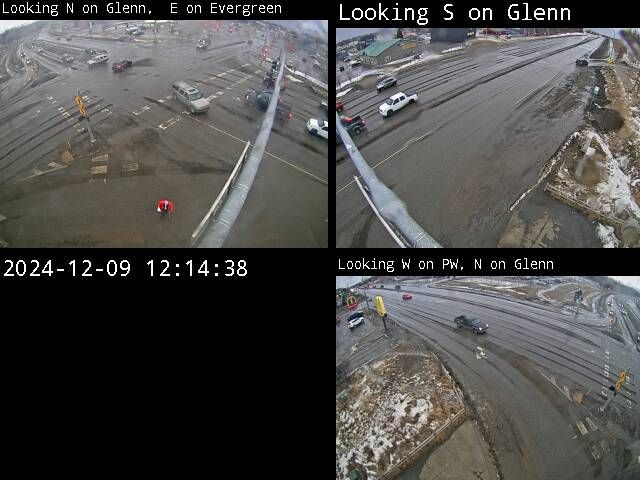 Looking N on Glenn,  E on Evergreen
Looking S on Glenn
2024-12-09 12:14:38
Looking W on PW, N on Glenn